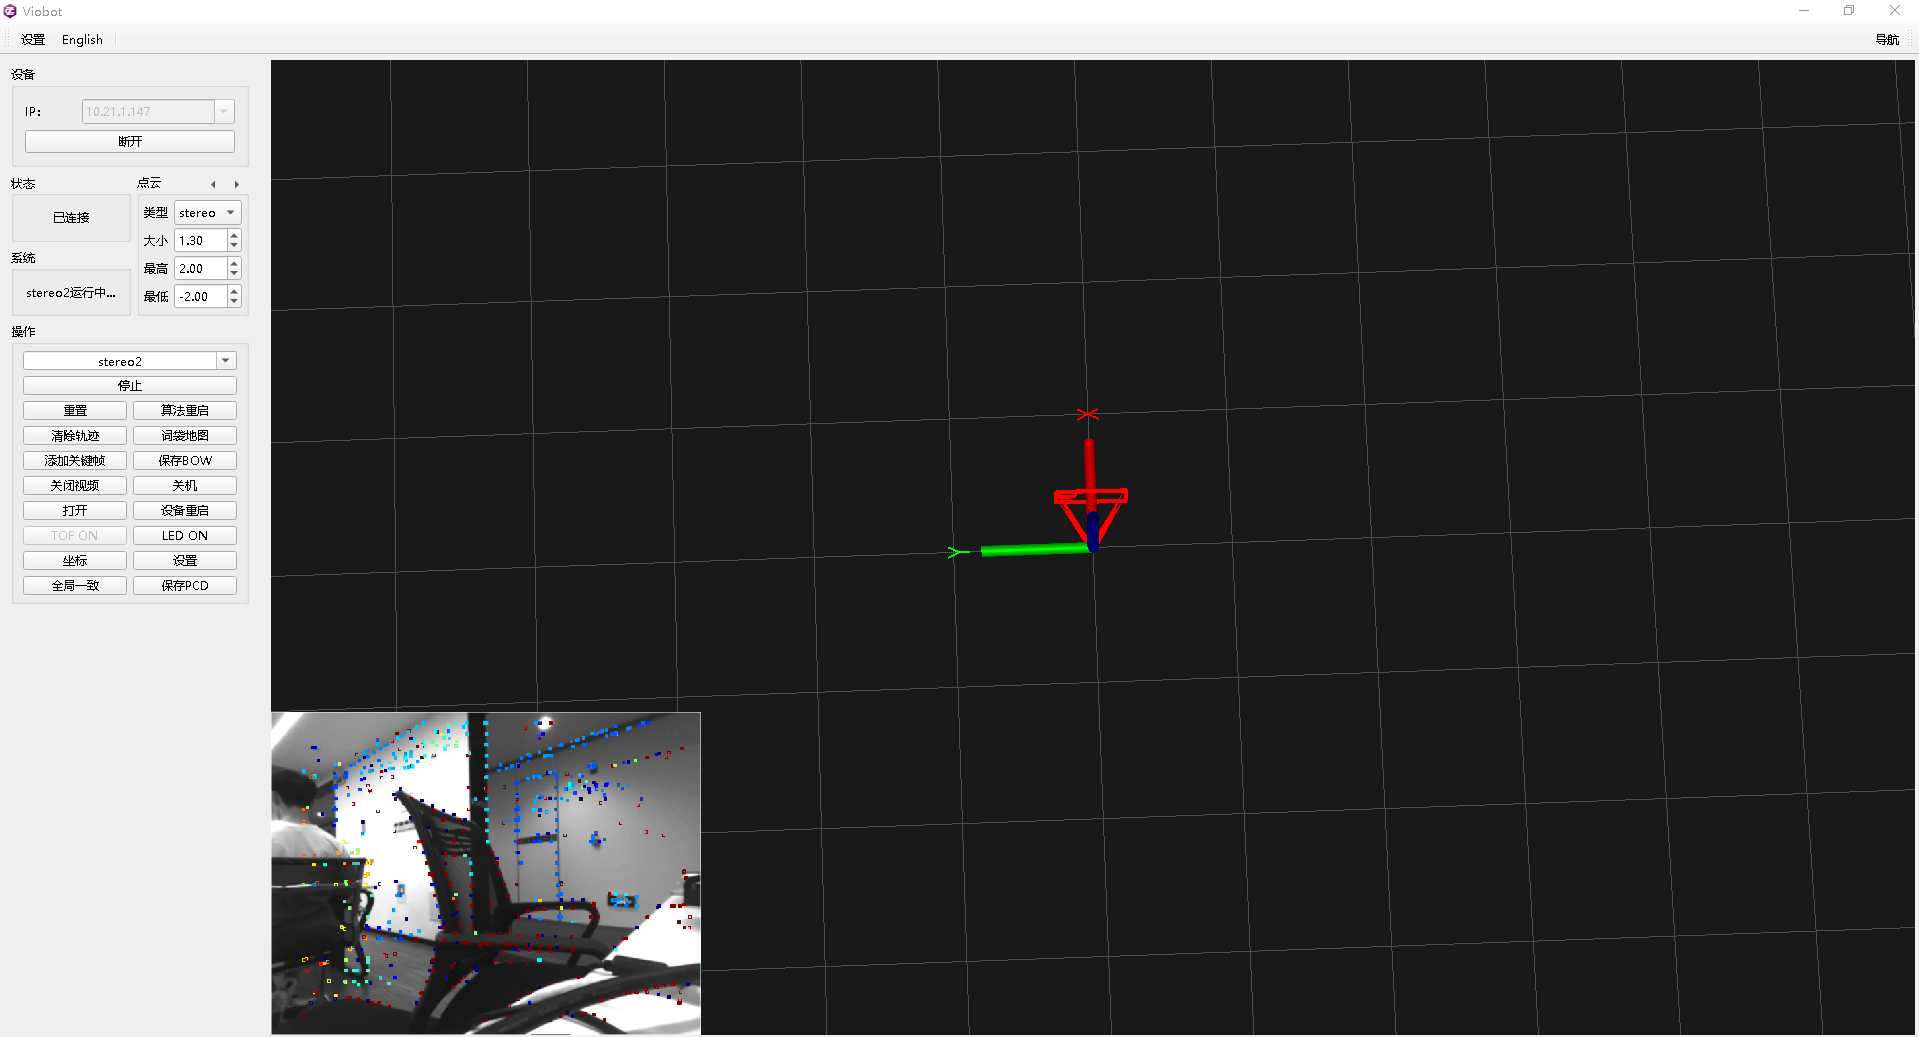 Viobot
设置 English
导航
设备
IP: 10.21.1.147
断开
状态
已连接
点云
类型 stereo
大小 1.30
最高 2.00
最低 -2.00
系统
stereo2运行中...
操作
stereo2
停止
重置 算法重启
清除轨迹 词袋地图
添加关键帧 保存BOW
关闭视频 关机
打开 设备重启
TOF ON LED ON
坐标 设置
全局一致 保存PCD